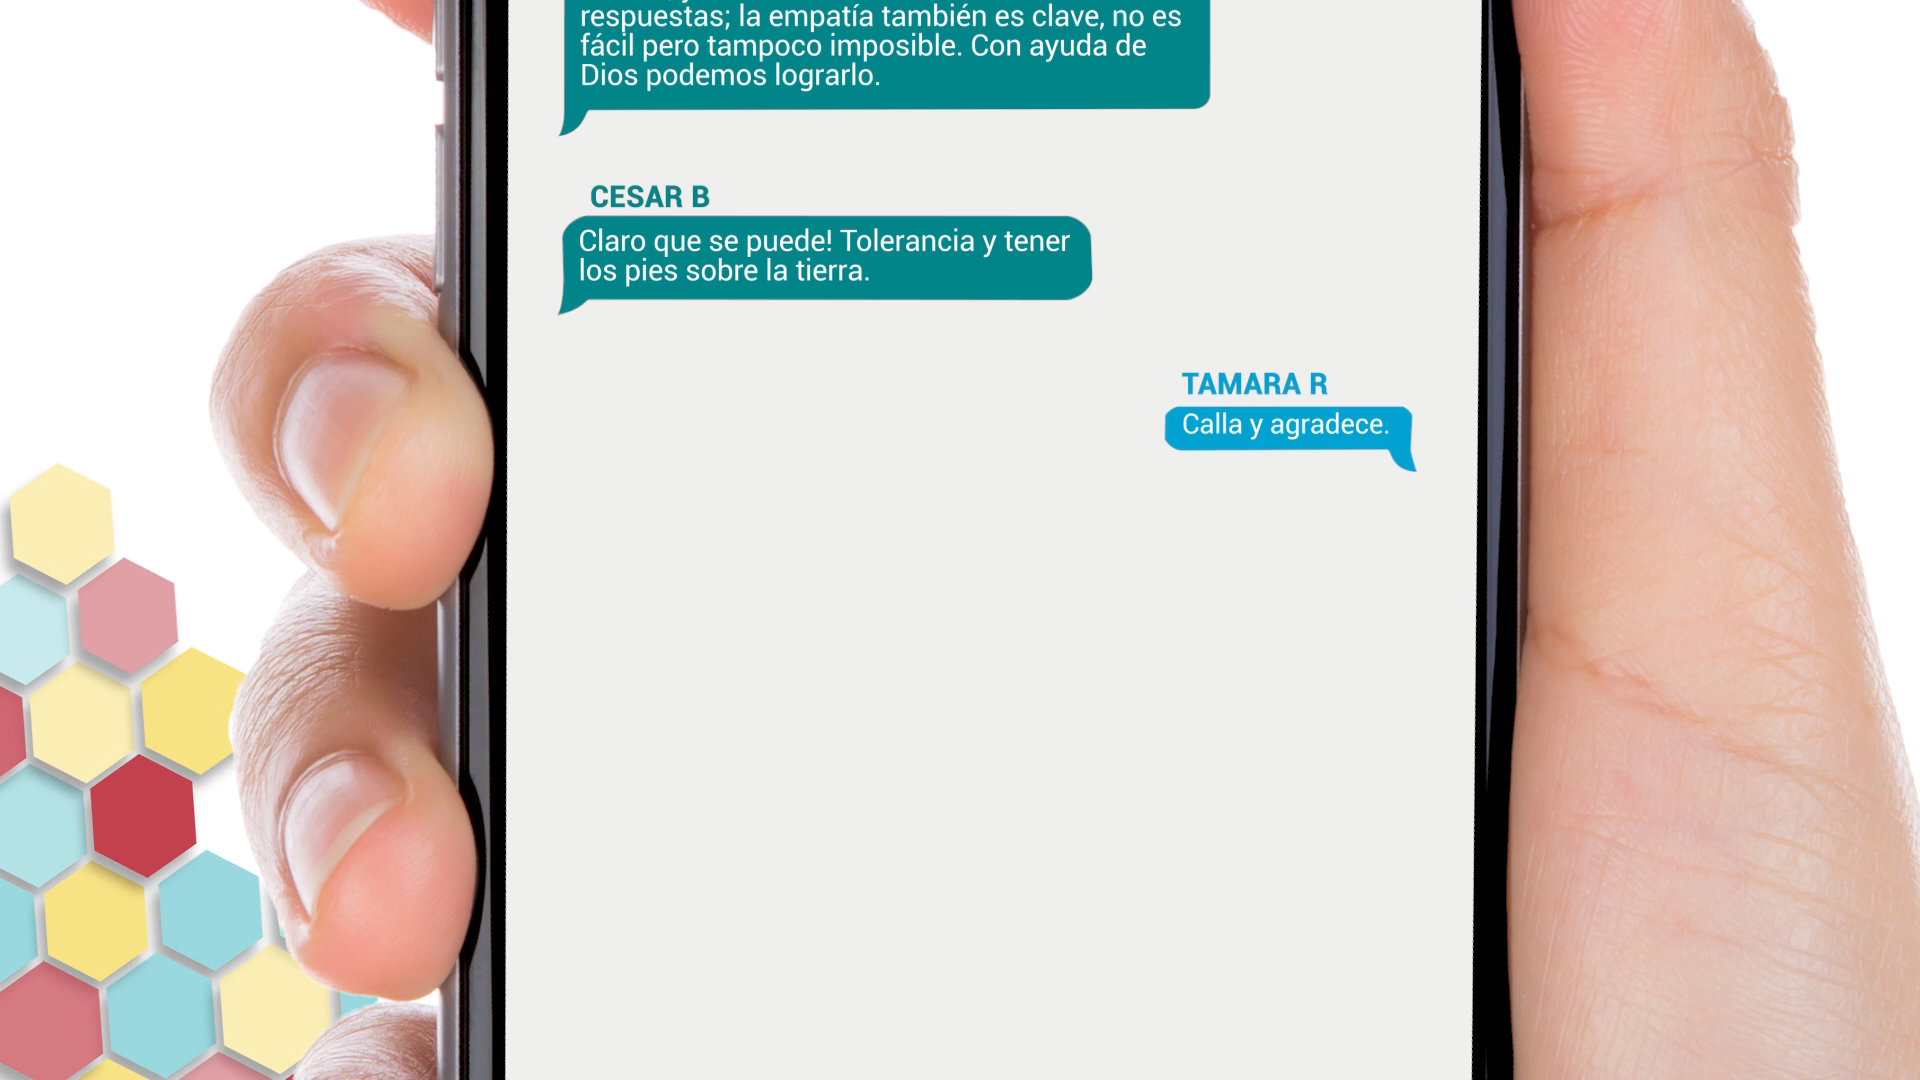 respuestas; la empatía también es clave, no es
fácil pero tampoco imposible. Con ayuda de
Dios podemos lograrlo.
CESAR B
Claro que se puede! Tolerancia y tener
los pies sobre la tierra.
TAMARA R
Calla y agradece.